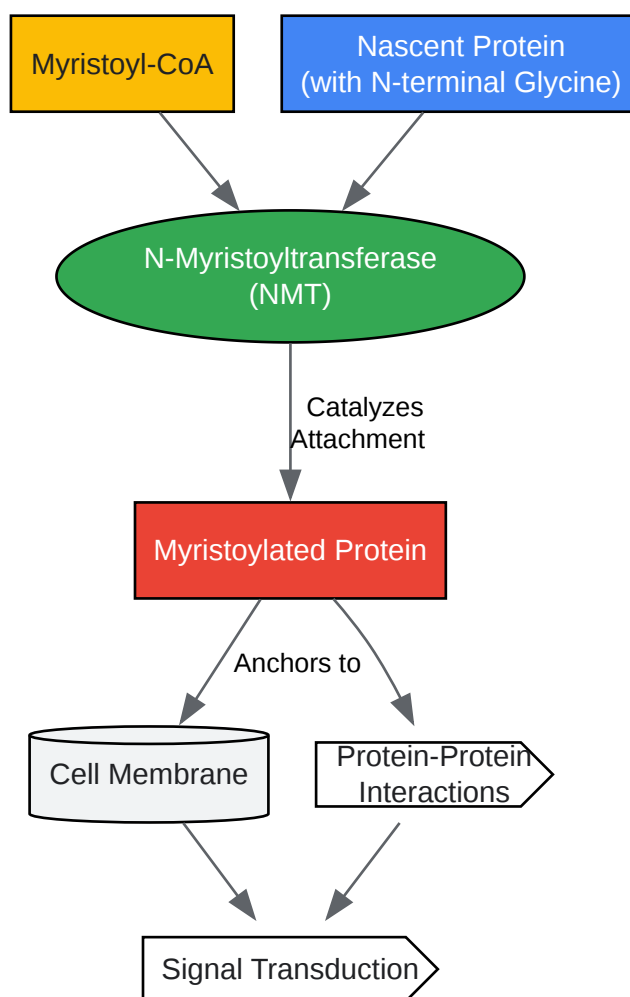 Myristoyl-CoA
Nascent Protein
(with N-terminal Glycine)
N-Myristoyltransferase
(NMT)
Catalyzes
Attachment
Myristoylated Protein
Anchors to
Cell Membrane
Protein-Protein
Interactions
Signal Transduction